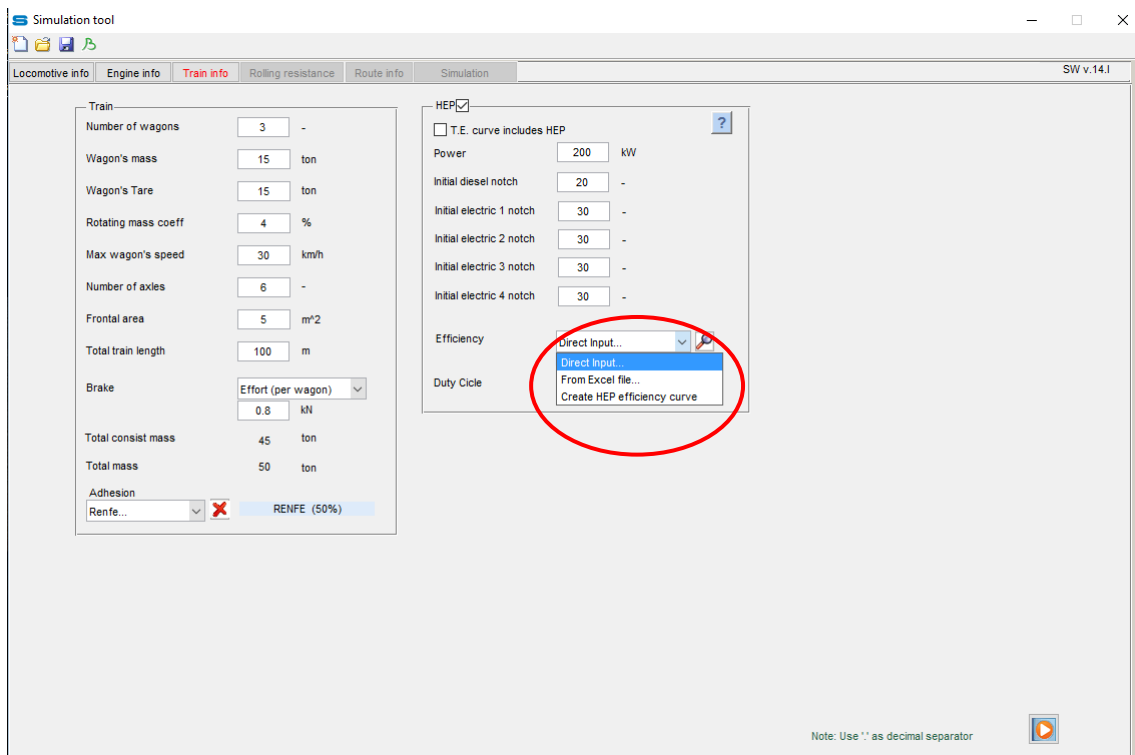 Simulation tool
Locomotive info Engine info Train info Rolling resistance Route info Simulation SW v.14.I
Train
Number of wagons 3 -
Wagon's mass 15 ton
Wagon's Tare 15 ton
Rotating mass coeff 4 %
Max wagon's speed 30 km/h
Number of axles 6 -
Frontal area 5 m^2
Total train length 100 m
Brake Effort (per wagon)
0.8 kN
Total consist mass 45 ton
Total mass 50 ton
Adhesion
Renfe... RENFE (50%)
HEP
T.E. curve includes HEP ?
Power 200 kW
Initial diesel notch 20 -
Initial electric 1 notch 30 -
Initial electric 2 notch 30 -
Initial electric 3 notch 30 -
Initial electric 4 notch 30 -
Efficiency Direct Input...
Direct Input...
From Excel file...
Create HEP efficiency curve
Duty Cicle
Note: Use '.' as decimal separator